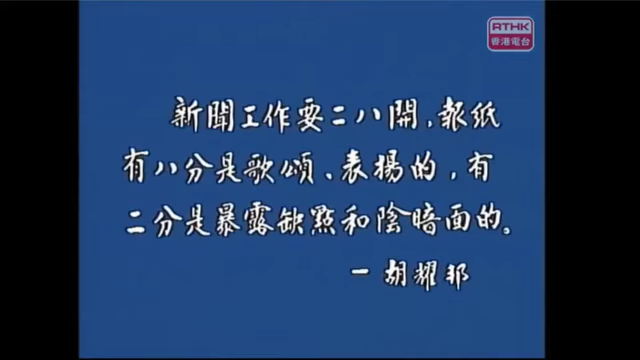 RTHK
香港電台
新聞工作要二八開，報紙
有八分是歌頌、表揚的，有
二分是暴露缺點和陰暗面的。
一胡耀邦